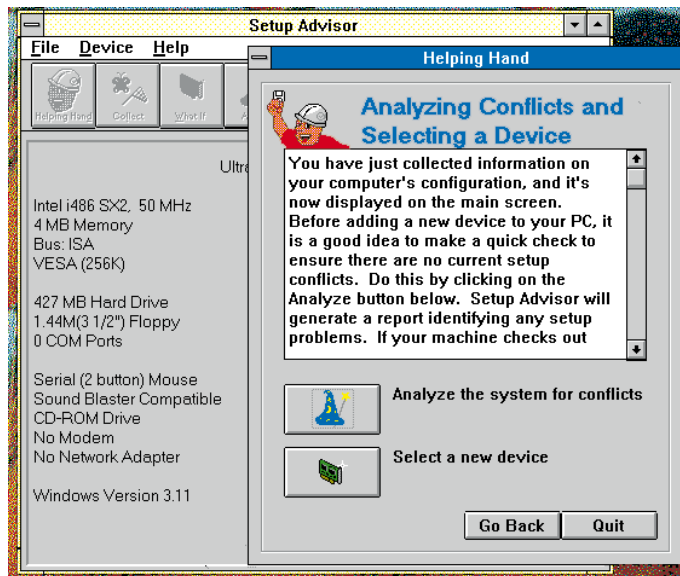 Setup Advisor
File Device Help
Helping Hand
Helping Hand
Collect
What If
Ultra
Intel i486 SX2, 50 MHz
4 MB Memory
Bus: ISA
VESA (256K)
427 MB Hard Drive
1.44M(3 1/2") Floppy
0 COM Ports
Serial (2 button) Mouse
Sound Blaster Compatible
CD-ROM Drive
No Modem
No Network Adapter
Windows Version 3.11
Analyzing Conflicts and
Selecting a Device
You have just collected information on
your computer's configuration, and it's
now displayed on the main screen.
Before adding a new device to your PC, it
is a good idea to make a quick check to
ensure there are no current setup
conflicts. Do this by clicking on the
Analyze button below. Setup Advisor will
generate a report identifying any setup
problems. If your machine checks out
Analyze the system for conflicts
Select a new device
Go Back
Quit